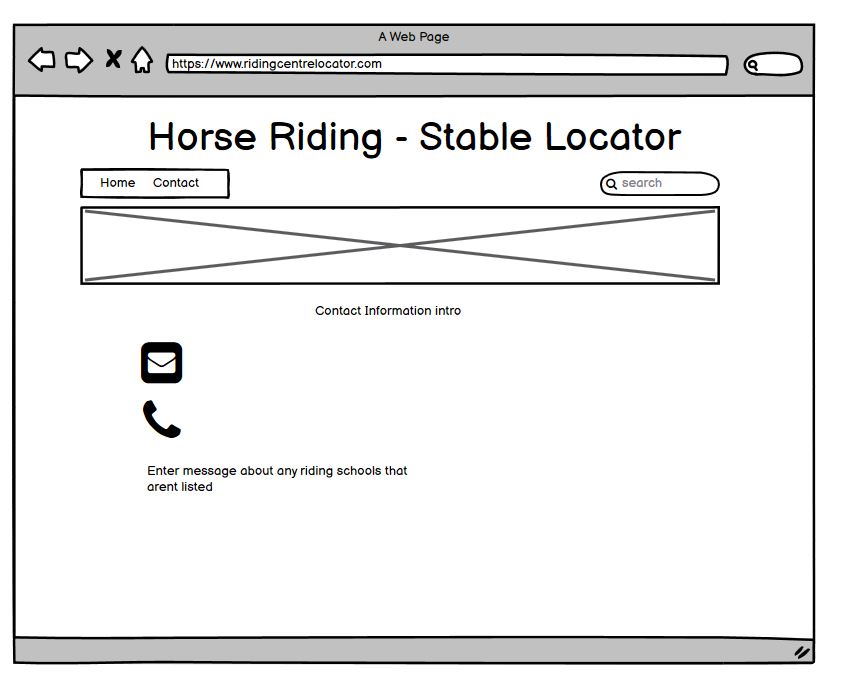 A Web Page
https://www.ridingcentrelocator.com
Horse Riding - Stable Locator
Home Contact
search
Contact Information intro
Enter message about any riding schools that
arent listed